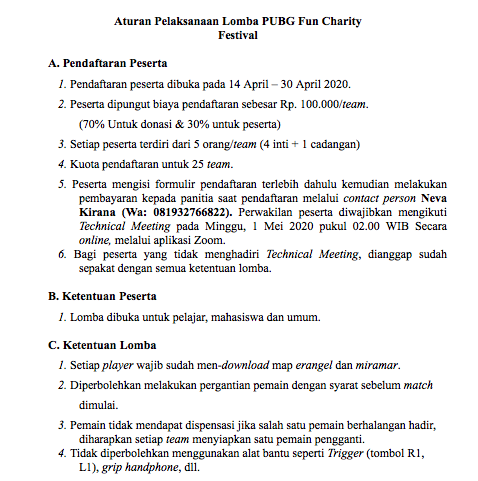 Aturan Pelaksanaan Lomba PUBG Fun Charity
Festival
A. Pendaftaran Peserta
1. Pendaftaran peserta dibuka pada 14 April – 30 April 2020.
2. Peserta dipungut biaya pendaftaran sebesar Rp. 100.000/team.
(70% Untuk donasi & 30% untuk peserta)
3. Setiap peserta terdiri dari 5 orang/team (4 inti + 1 cadangan)
4. Kuota pendaftaran untuk 25 team.
5. Peserta mengisi formulir pendaftaran terlebih dahulu kemudian melakukan
pembayaran kepada panitia saat pendaftaran melalui contact person Neva
Kirana (Wa: 081932766822). Perwakilan peserta diwajibkan mengikuti
Technical Meeting pada Minggu, 1 Mei 2020 pukul 02.00 WIB Secara
online, melalui aplikasi Zoom.
6. Bagi peserta yang tidak menghadiri Technical Meeting, dianggap sudah
sepakat dengan semua ketentuan lomba.
B. Ketentuan Peserta
1. Lomba dibuka untuk pelajar, mahasiswa dan umum.
C. Ketentuan Lomba
1. Setiap player wajib sudah men-download map erangel dan miramar.
2. Diperbolehkan melakukan pergantian pemain dengan syarat sebelum match
dimulai.
3. Pemain tidak mendapat dispensasi jika salah satu pemain berhalangan hadir,
diharapkan setiap team menyiapkan satu pemain pengganti.
4. Tidak diperbolehkan menggunakan alat bantu seperti Trigger (tombol R1,
L1), grip handphone, dll.